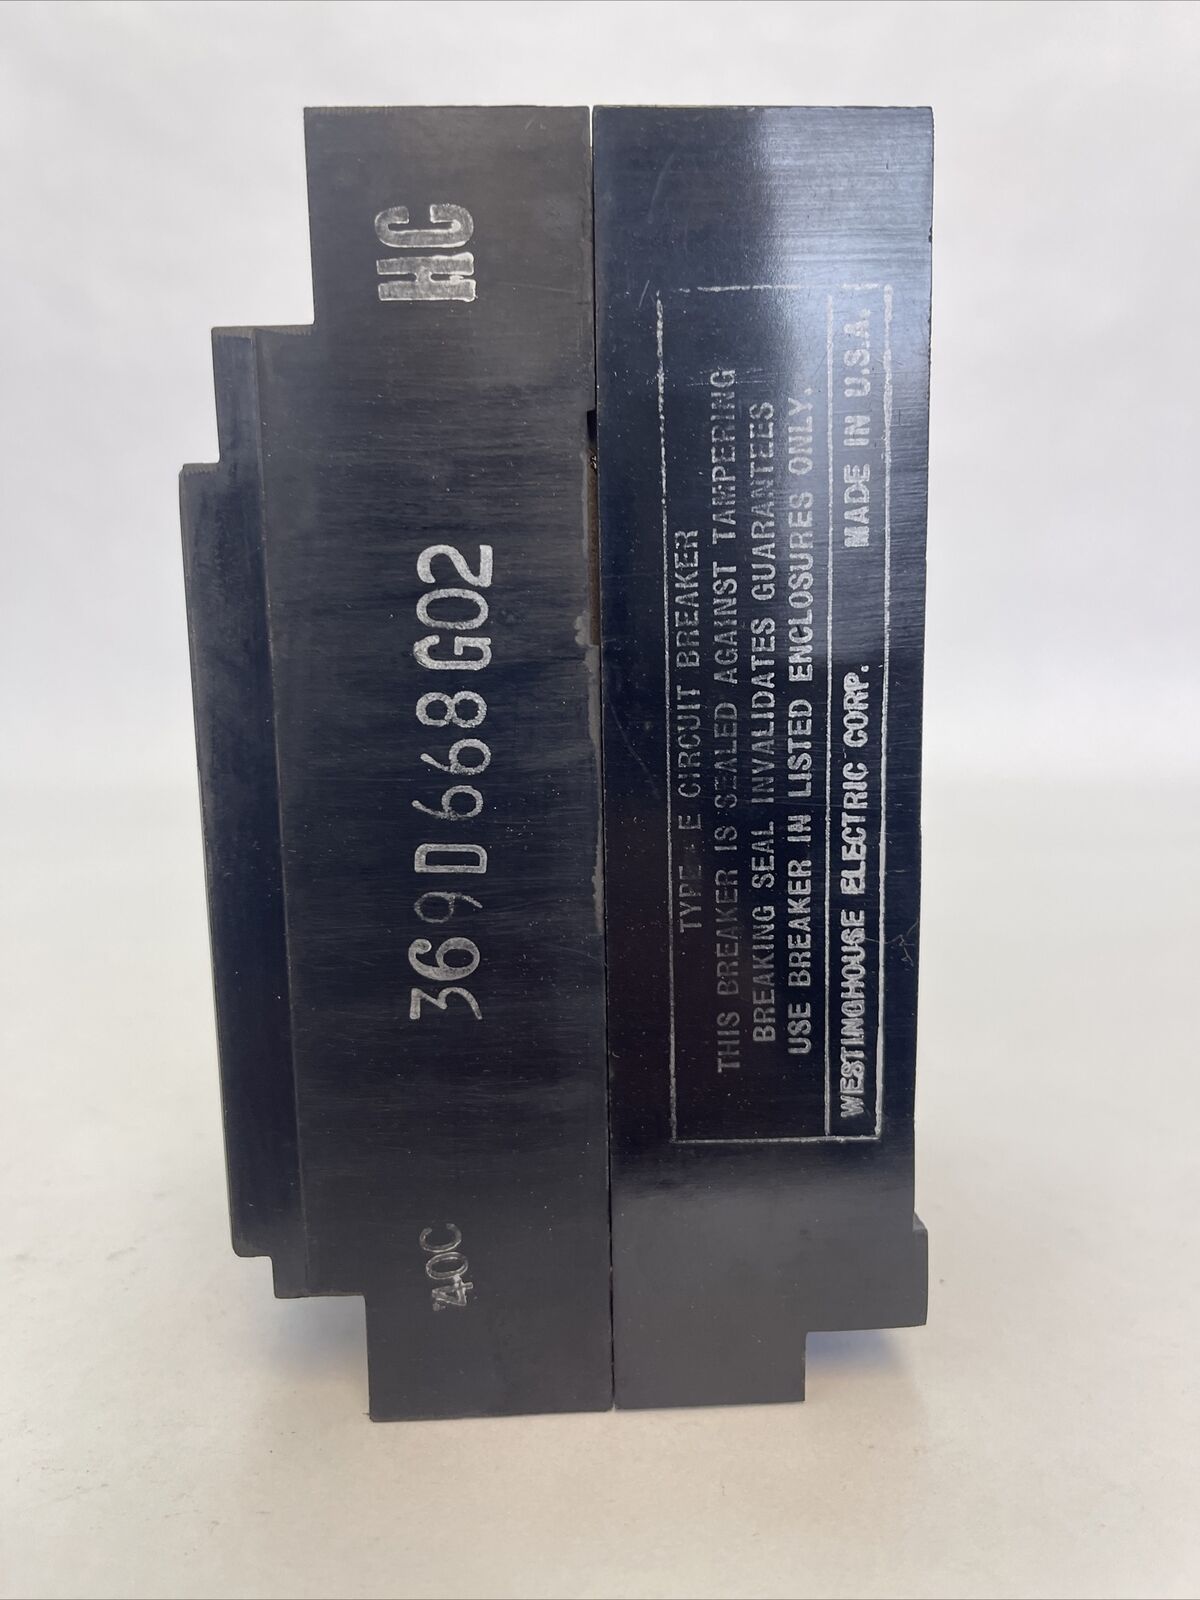 HC
369D668G02
40C
TYPE E CIRCUIT BREAKER
THIS BREAKER IS SEALED AGAINST TAMPERING
BREAKING SEAL INVALIDATES GUARANTEES
USE BREAKER IN LISTED ENCLOSURES ONLY.
WESTINGHOUSE ELECTRIC CORP. MADE IN U.S.A.